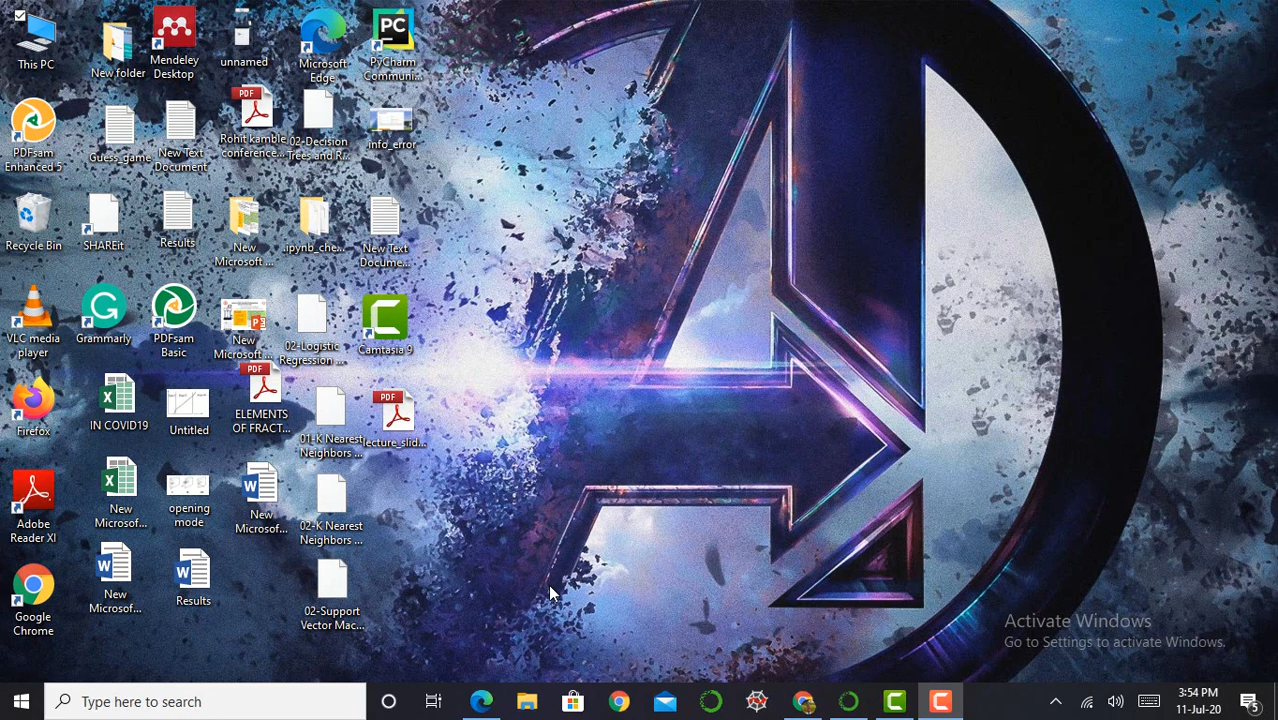 This PC
New folder
Mendeley
Desktop
unnamed
Microsoft
Edge
PC
PyCharm
Communi...
PDFsam
Enhanced 5
Guess_game
New Text
Document
PDF
Rohit kamble
conference...
02-Decision
Trees and R...
info_error
Recycle Bin
SHAREit
Results
New
Microsoft ...
.ipynb_che...
New Text
Docume...
VLC media
player
Grammarly
PDFsam
Basic
New
Microsoft ...
02-Logistic
Regression ...
Camtasia 9
Firefox
IN COVID19
Untitled
PDF
ELEMENTS
OF FRACT...
01-K Nearest
Neighbors ...
PDF
lecture_slid...
Adobe
Reader XI
New
Microsof...
opening
mode
New
Microsof...
02-K Nearest
Neighbors ...
Google
Chrome
New
Microsof...
Results
02-Support
Vector Mac...
Activate Windows
Go to Settings to activate Windows.
Type here to search
3:54 PM
11-Jul-20
5